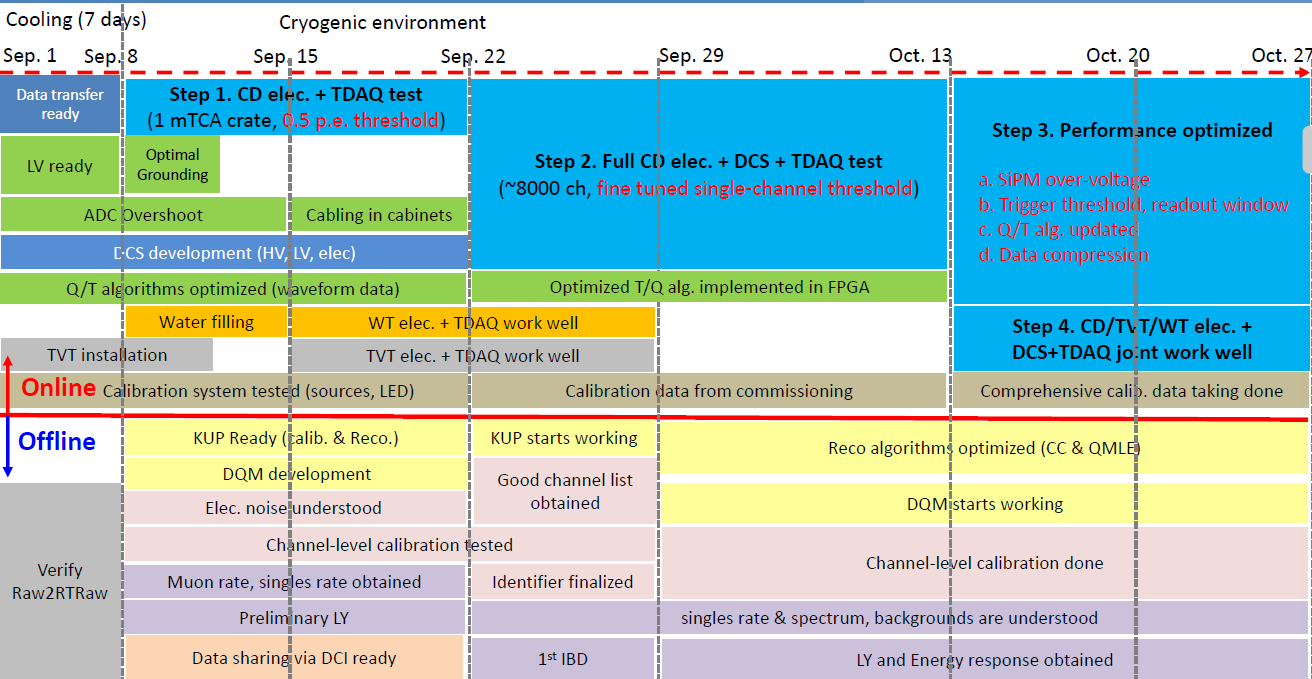 Cooling (7 days)
Cryogenic environment
Sep. 1
Sep. 8
Sep. 15
Sep. 22
Sep. 29
Oct. 13
Oct. 20
Oct. 27
Data transfer
ready
Step 1. CD elec. + TDAQ test
(1 mTCA crate, 0.5 p.e. threshold)
Step 2. Full CD elec. + DCS + TDAQ test
(~8000 ch, fine tuned single-channel threshold)
Step 3. Performance optimized
a. SiPM over-voltage
b. Trigger threshold, readout window
c. Q/T alg. updated
d. Data compression
LV ready
Optimal
Grounding
ADC Overshoot
Cabling in cabinets
DCS development (HV, LV, elec)
Q/T algorithms optimized (waveform data)
Optimized T/Q alg. implemented in FPGA
Water filling
WT elec. + TDAQ work well
Step 4. CD/TVT/WT elec. +
DCS+TDAQ joint work well
TVT installation
TVT elec. + TDAQ work well
Online
Calibration system tested (sources, LED)
Calibration data from commissioning
Comprehensive calib. data taking done
Offline
KUP Ready (calib. & Reco.)
KUP starts working
Reco algorithms optimized (CC & QMLE)
DQM development
Good channel list
obtained
DQM starts working
Elec. noise understood
Channel-level calibration tested
Channel-level calibration done
Verify
Raw2RTRaw
Muon rate, singles rate obtained
Identifier finalized
Preliminary LY
singles rate & spectrum, backgrounds are understood
Data sharing via DCI ready
1st IBD
LY and Energy response obtained